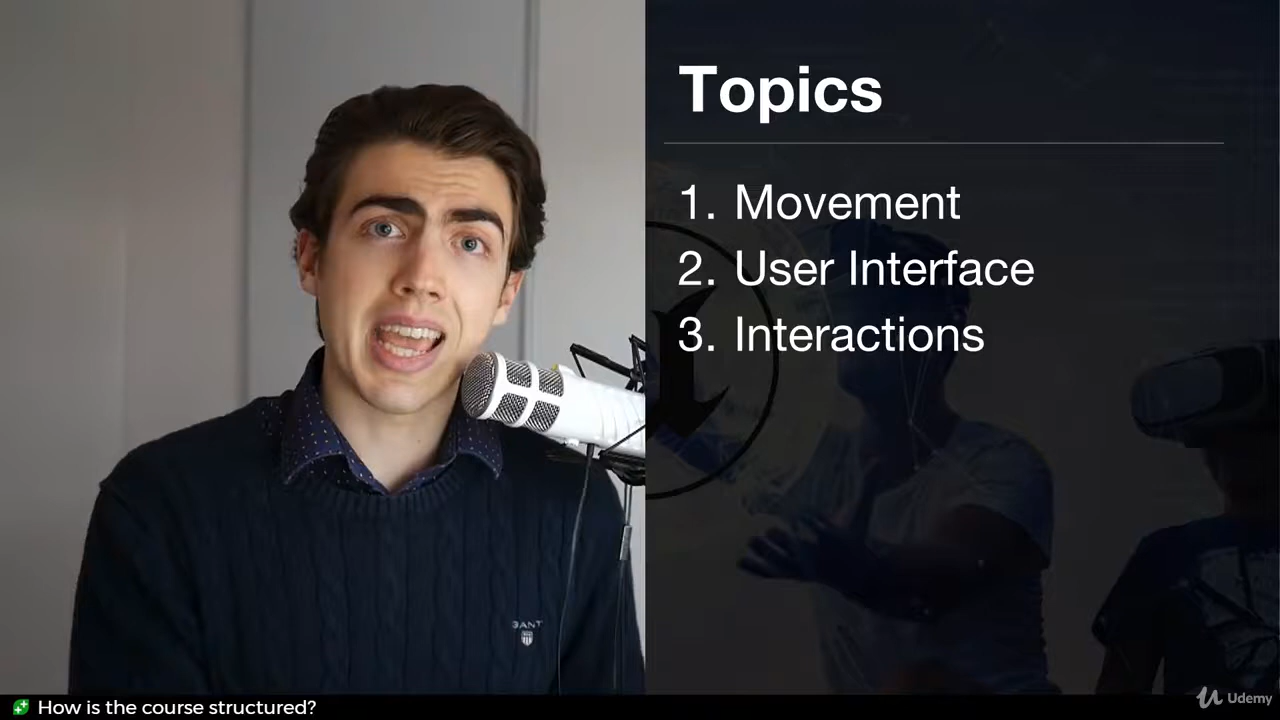 Topics
1. Movement
2. User Interface
3. Interactions
GANT
How is the course structured?
Udemy